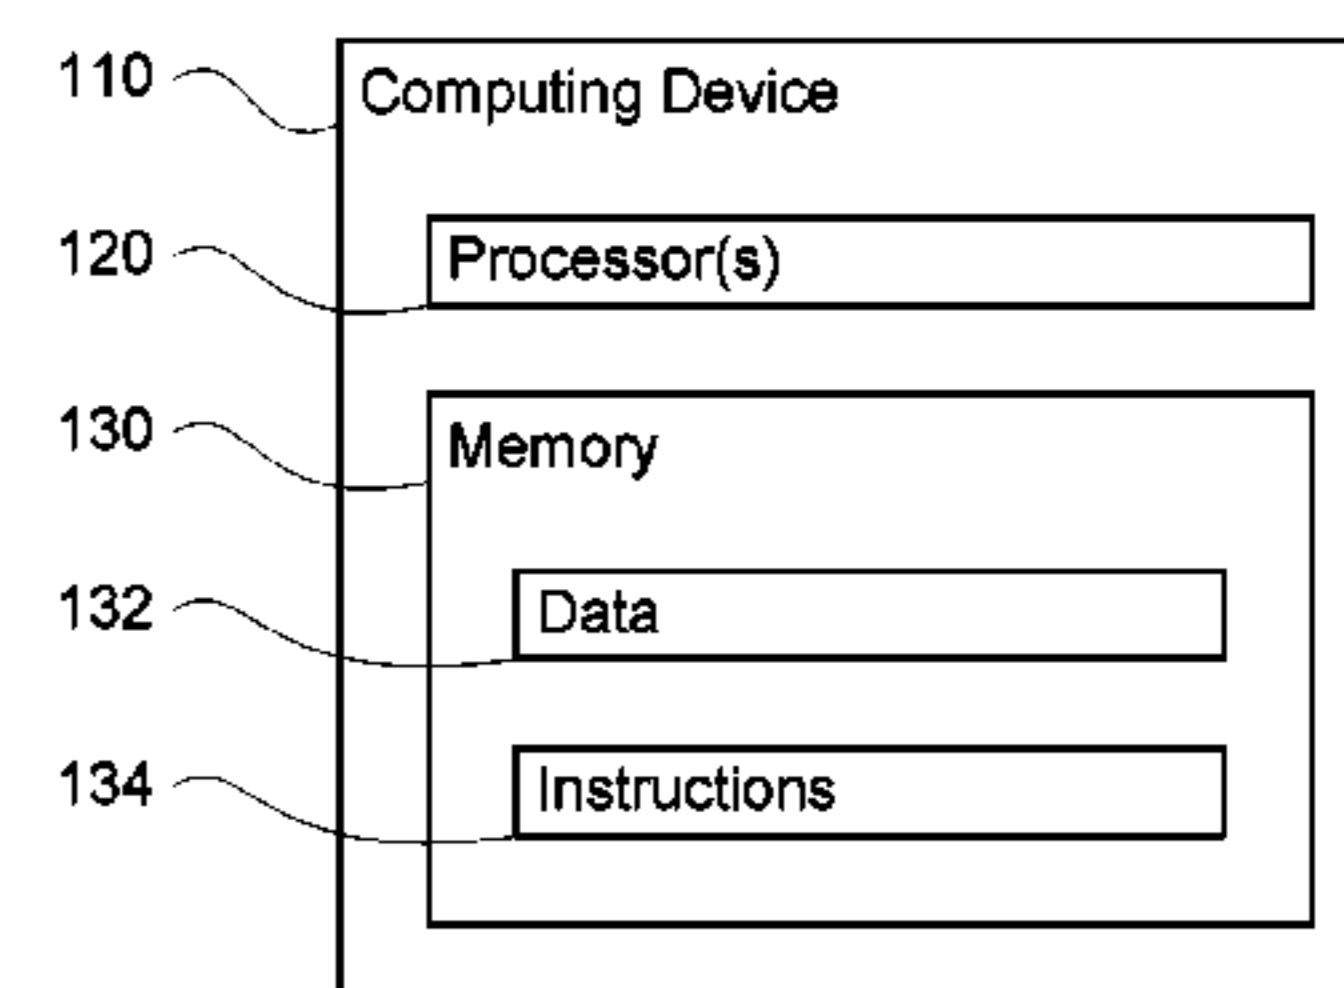 110 Computing Device
120 Processor(s)
130 Memory
132 Data
134 Instructions